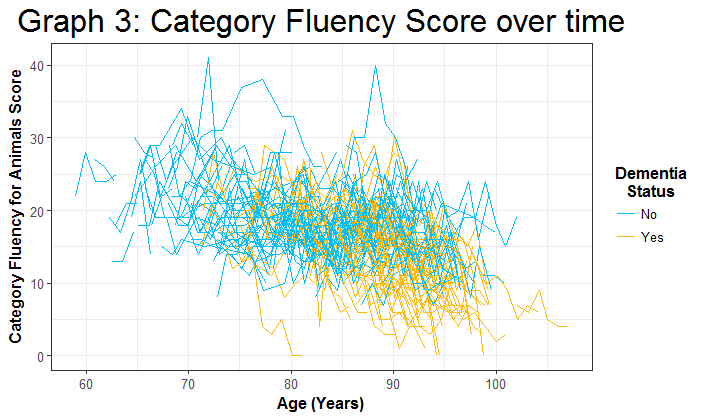 Graph 3: Category Fluency Score over time
Category Fluency for Animals Score
40
30
20
10
0
60
70
80
90
100
Age (Years)
Dementia
Status
No
Yes